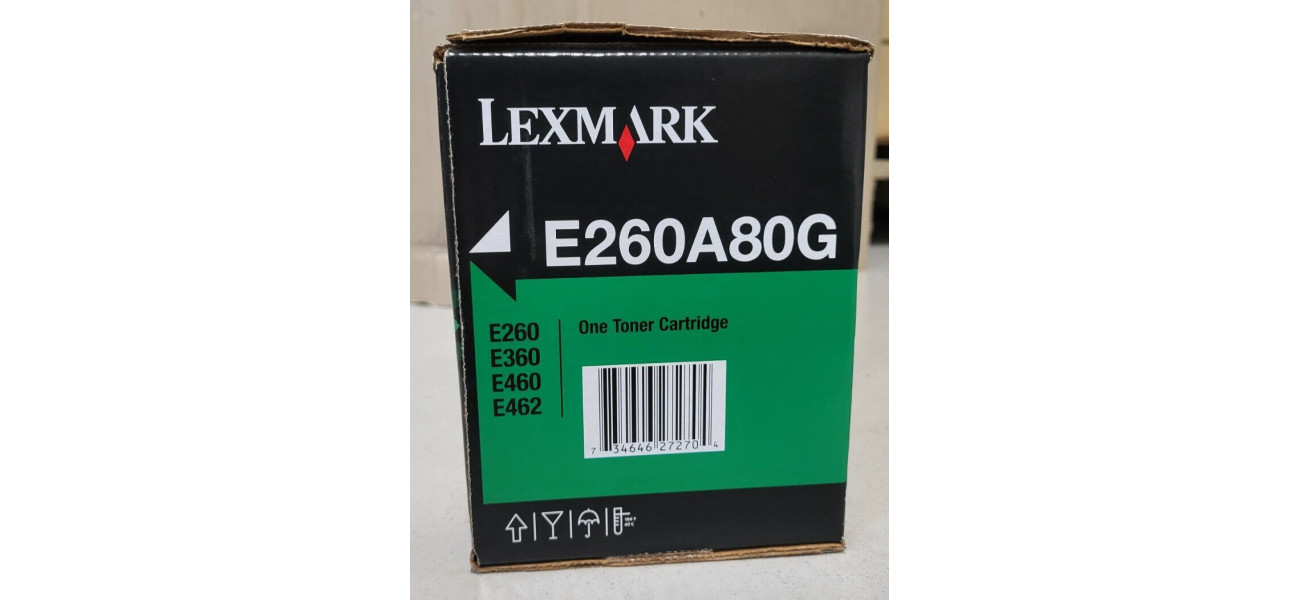 LEXMARK
E260A80G
E260
E360
E460
E462
One Toner Cartridge
7 34646 27270 4